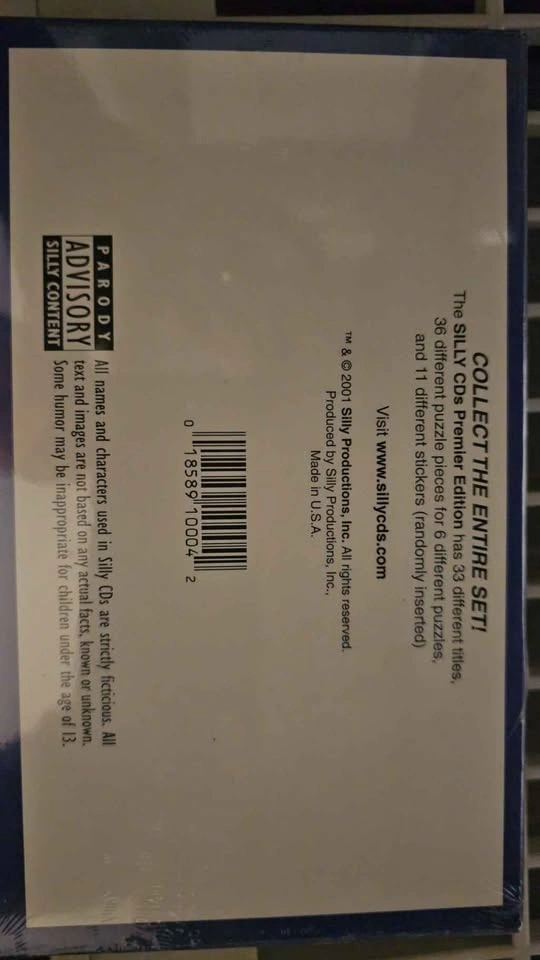 COLLECT THE ENTIRE SET!
The SILLY CDs Premier Edition has 33 different titles,
36 different puzzle pieces for 6 different puzzles,
and 11 different stickers (randomly inserted)
Visit www.sillycds.com
™ & © 2001 Silly Productions, Inc. All rights reserved.
Produced by Silly Productions, Inc.,
Made in U.S.A.
0 18589 10004 2
PARODY
ADVISORY
SILLY CONTENT
All names and characters used in Silly CDs are strictly ficticious. All
text and images are not based on any actual facts, known or unknown.
Some humor may be inappropriate for children under the age of 13.